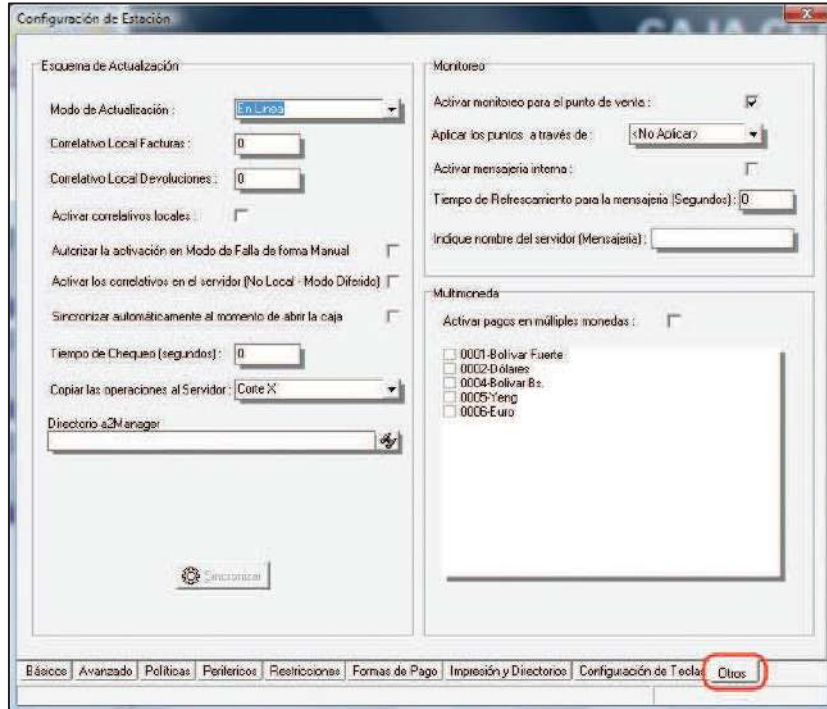 Configuración de Estación
Esquema de Actualización
Modo de Actualización :
En Linea
Correlativo Local Facturas :
0
Correlativo Local Devoluciones :
0
Activar correlativos locales :
Autorizar la activación en Modo de Falla de forma Manual
Activar los correlativos en el servidor (No Local - Modo Diferido)
Sincronizar automáticamente al momento de abrir la caja
Tiempo de Chequeo (segundos) :
0
Copiar las operaciones al Servidor :
Corte X
Directorio a2Manager
Sincronizar
Monitoreo
Activar monitoreo para el punto de venta :
Aplicar los puntos a través de :
<No Aplicar>
Activar mensajeria interna :
Tiempo de Refrescamiento para la mensajeria (Segundos) :
0
Indique nombre del servidor (Mensajeria) :
Multimoneda
Activar pagos en múltiples monedas :
0001-Bolivar Fuerte
0002-Dólares
0004-Bolivar Bs.
0005-Yeng
0006-Euro
Básicos
Avanzado
Políticas
Perifericos
Restricciones
Formas de Pago
Impresión y Directorios
Configuración de Teclas
Otros